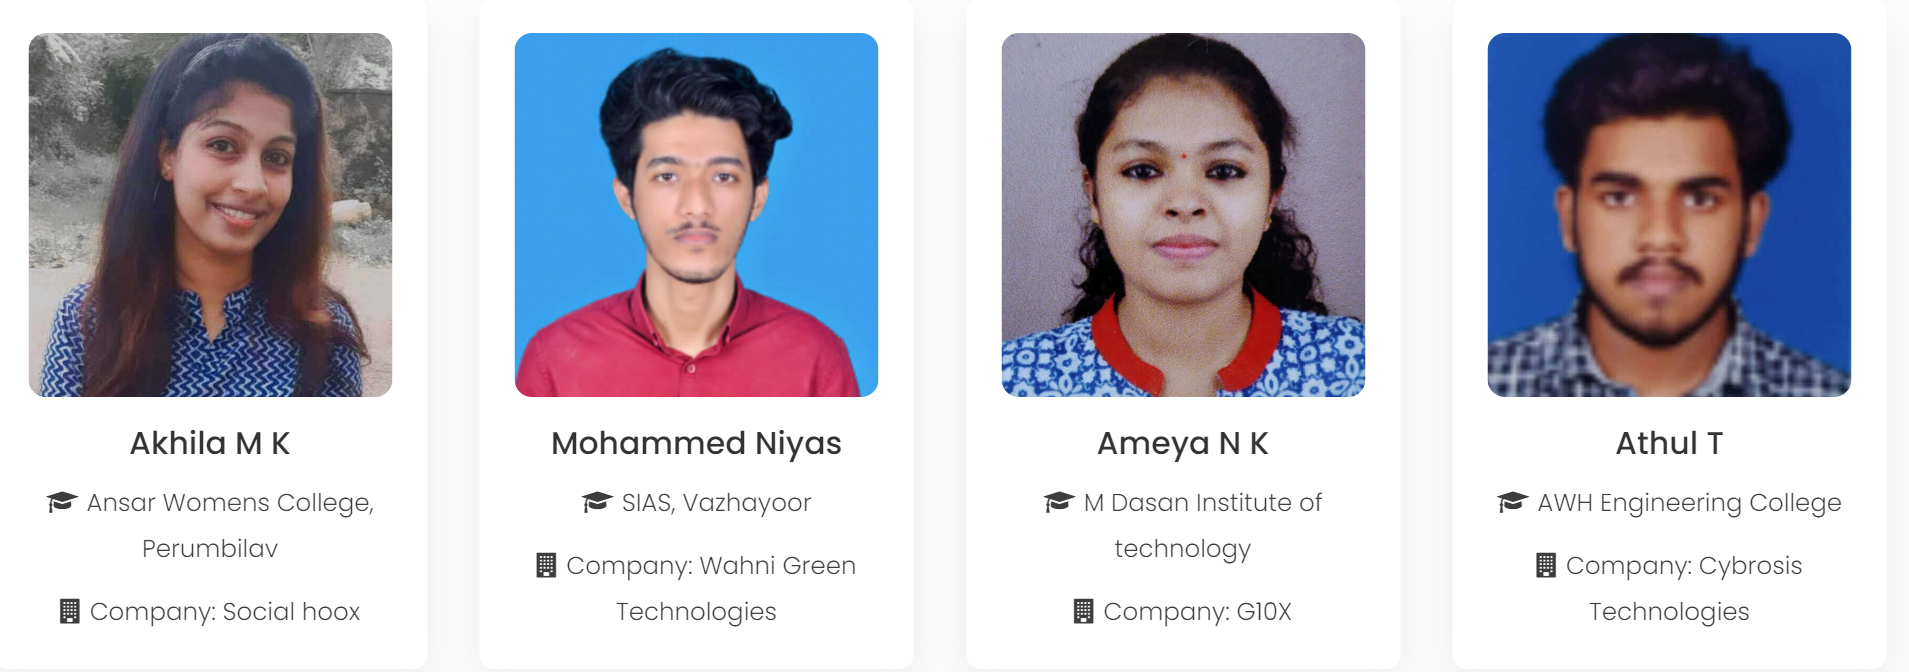 Akhila M K
Ansar Womens College,
Perumbilav
Company: Social hoox
Mohammed Niyas
SIAS, Vazhayoor
Company: Wahni Green
Technologies
Ameya N K
M Dasan Institute of
technology
Company: G10X
Athul T
AWH Engineering College
Company: Cybrosis
Technologies